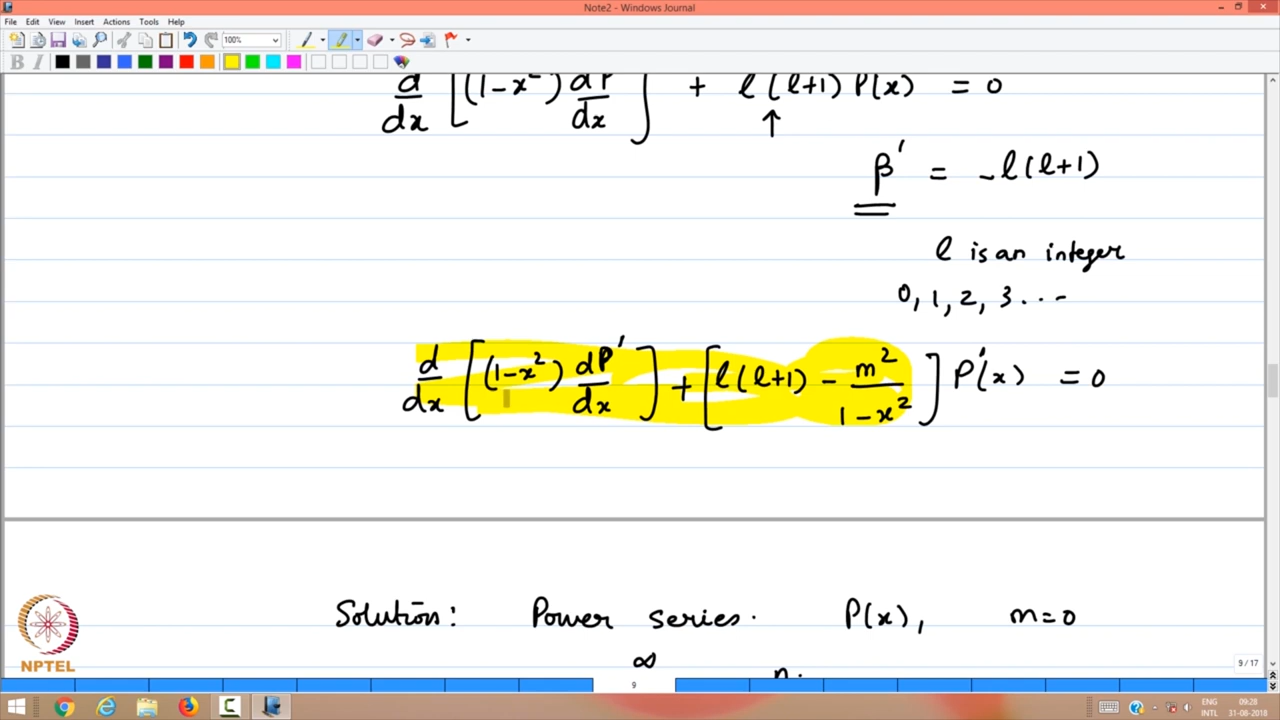 Note2 - Windows Journal
File Edit View Insert Actions Tools Help
100%
B I
d/dx [(1-x²) dP/dx] + l(l+1) P(x) = 0
↑
β' = -l(l+1)
l is an integer
0, 1, 2, 3 ...
d/dx [(1-x²) dP'/dx] + [l(l+1) - m²/(1-x²)] P'(x) = 0
Solution: Power series. P(x), m=0
∞
n
NPTEL
9 / 17
9
ENG 09:28
INTL 31-08-2018